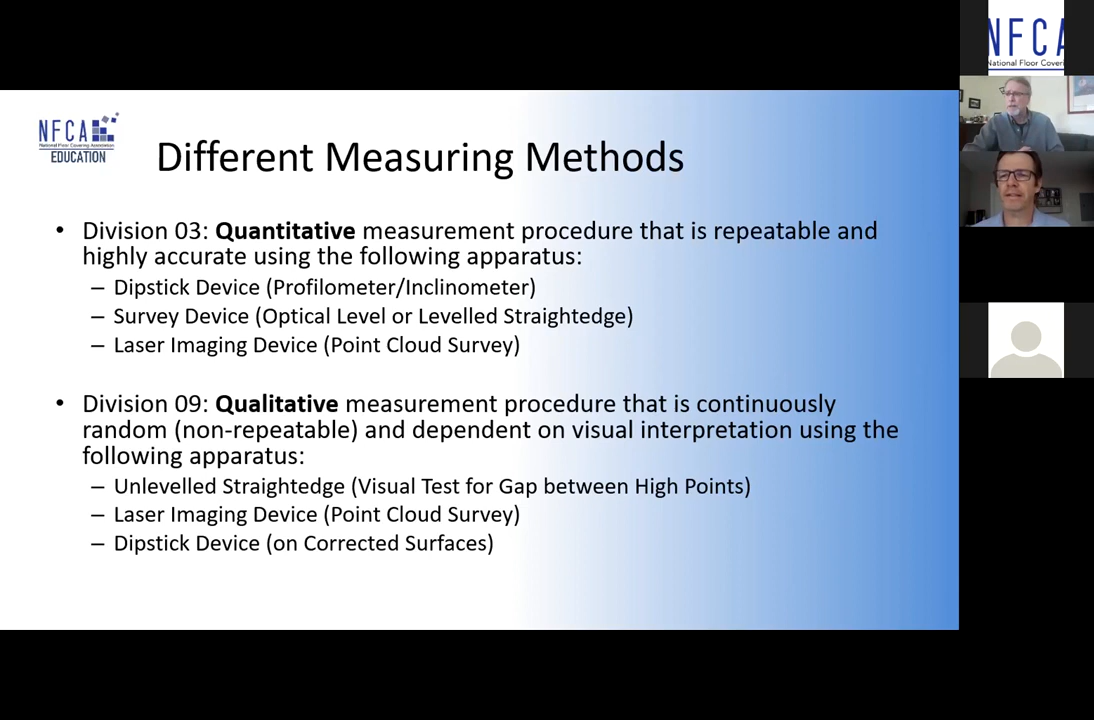 NFCA
National Floor Covering Association
EDUCATION
Different Measuring Methods
• Division 03: Quantitative measurement procedure that is repeatable and
highly accurate using the following apparatus:
– Dipstick Device (Profilometer/Inclinometer)
– Survey Device (Optical Level or Levelled Straightedge)
– Laser Imaging Device (Point Cloud Survey)
• Division 09: Qualitative measurement procedure that is continuously
random (non-repeatable) and dependent on visual interpretation using the
following apparatus:
– Unlevelled Straightedge (Visual Test for Gap between High Points)
– Laser Imaging Device (Point Cloud Survey)
– Dipstick Device (on Corrected Surfaces)
NFCA
National Floor Coveri